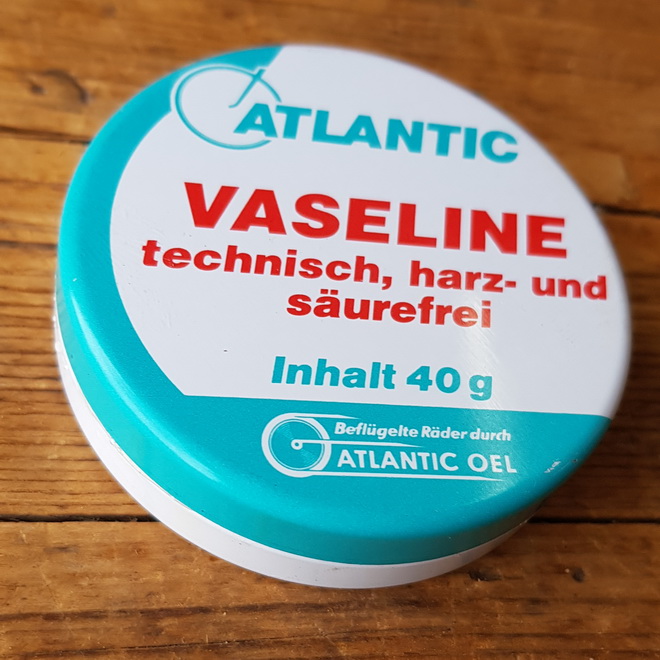 ATLANTIC
VASELINE
technisch, harz- und
säurefrei
Inhalt 40 g
Beflügelte Räder durch
ATLANTIC OEL